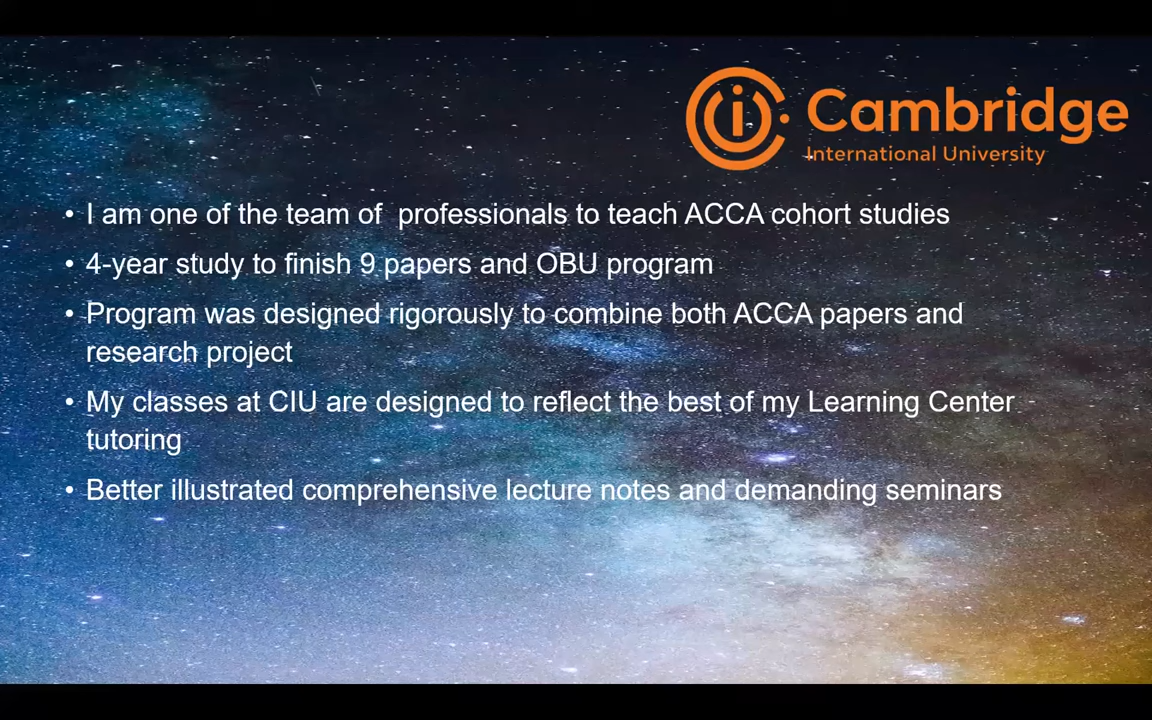 Cambridge
International University
• I am one of the team of  professionals to teach ACCA cohort studies
• 4-year study to finish 9 papers and OBU program
• Program was designed rigorously to combine both ACCA papers and
research project
• My classes at CIU are designed to reflect the best of my Learning Center
tutoring
• Better illustrated comprehensive lecture notes and demanding seminars